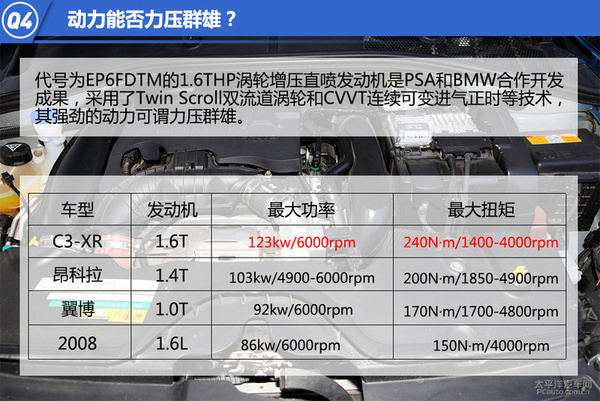 Q4 动力能否力压群雄？
代号为EP6FDTM的1.6THP涡轮增压直喷发动机是PSA和BMW合作开发
成果，采用了Twin Scroll双流道涡轮和CVVT连续可变进气正时等技术，
其强劲的动力可谓力压群雄。
车型 发动机 最大功率 最大扭矩
C3-XR 1.6T 123kw/6000rpm 240N·m/1400-4000rpm
昂科拉 1.4T 103kw/4900-6000rpm 200N·m/1850-4900rpm
翼博 1.0T 92kw/6000rpm 170N·m/1700-4800rpm
2008 1.6L 86kw/6000rpm 150N·m/4000rpm
太平洋汽车网
PCauto.com.cn